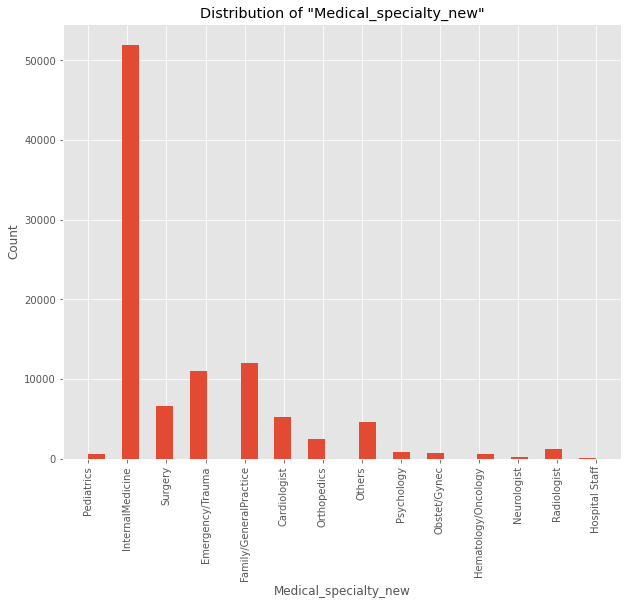 Distribution of "Medical_specialty_new"
Count
50000
40000
30000
20000
10000
0
Pediatrics
InternalMedicine
Surgery
Emergency/Trauma
Family/GeneralPractice
Cardiologist
Orthopedics
Others
Psychology
Obstet/Gynec
Hematology/Oncology
Neurologist
Radiologist
Hospital Staff
Medical_specialty_new